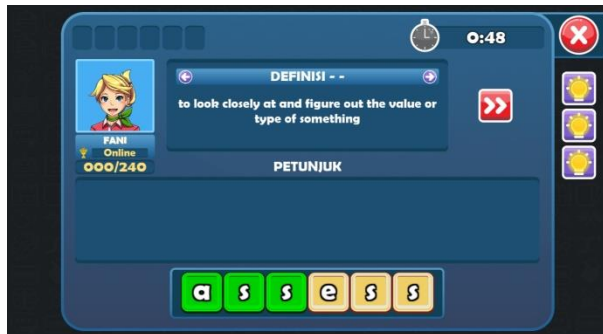 0:48
DEFINISI - -
to look closely at and figure out the value or
type of something
FANI
Online
000/240
PETUNJUK
a s s e s s